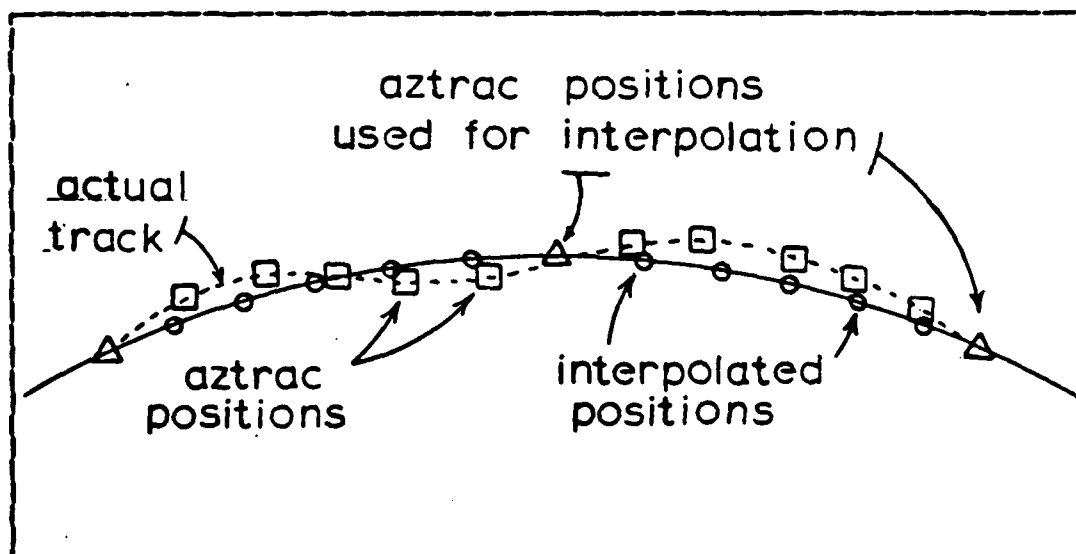 aztrac positions
used for interpolation
actual
track
aztrac
positions
interpolated
positions